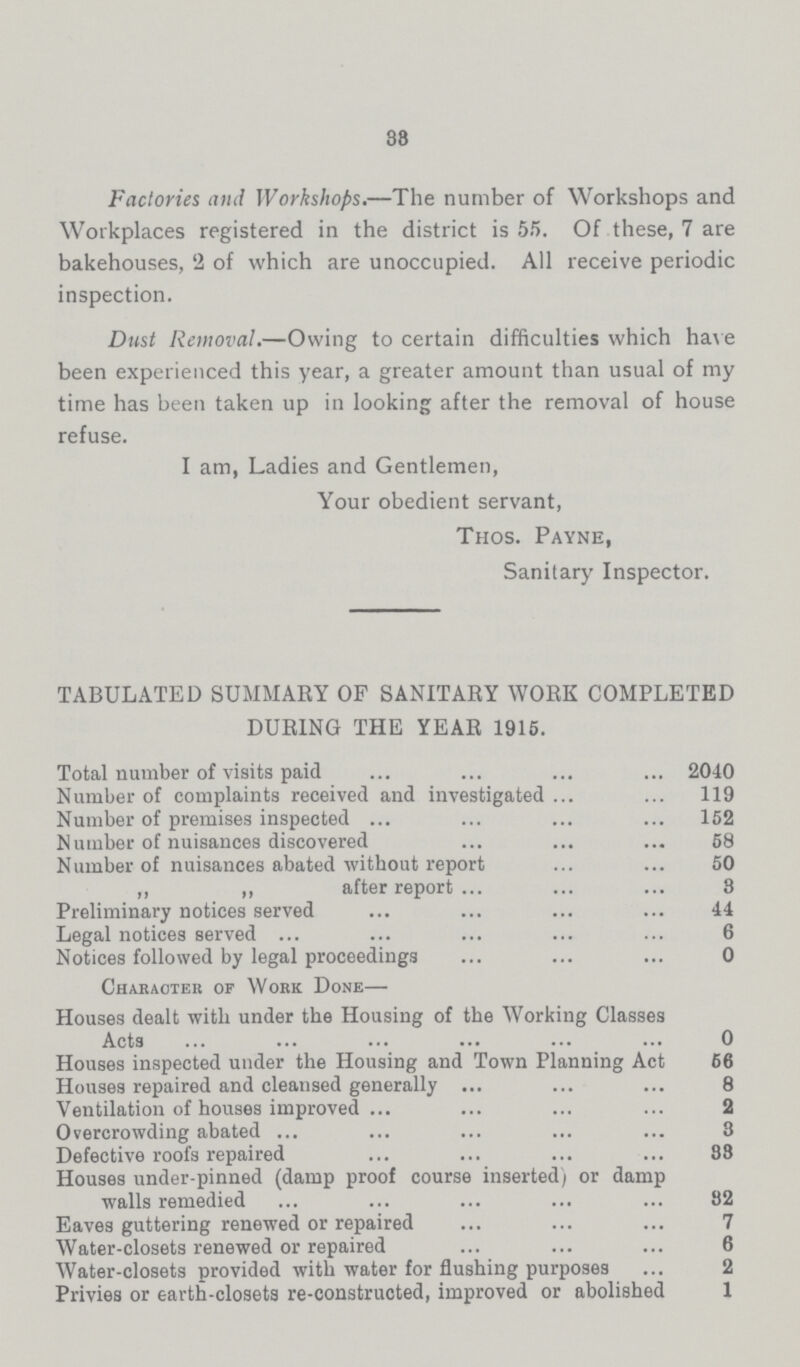 33
Factories and Workshops.—The number of Workshops and
Workplaces registered in the district is 55. Of these, 7 are
bakehouses, 2 of which are unoccupied. All receive periodic
inspection.
Dust Removal.—Owing to certain difficulties which have
been experienced this year, a greater amount than usual of my
time has been taken up in looking after the removal of house
refuse.
I am, Ladies and Gentlemen,
Your obedient servant,
Thos. Payne,
Sanitary Inspector.
TABULATED SUMMARY OF SANITARY WORK COMPLETED
DURING THE YEAR 1915.
Total number of visits paid ... ... ... ... 2040
Number of complaints received and investigated ... ... 119
Number of premises inspected ... ... ... ... 152
Number of nuisances discovered ... ... ... 58
Number of nuisances abated without report ... ... 50
,, ,, after report ... ... ... 3
Preliminary notices served ... ... ... ... 44
Legal notices served ... ... ... ... ... 6
Notices followed by legal proceedings ... ... ... 0
Character of Work Done—
Houses dealt with under the Housing of the Working Classes
Acts ... ... ... ... ... ... 0
Houses inspected under the Housing and Town Planning Act 56
Houses repaired and cleansed generally ... ... ... 8
Ventilation of houses improved ... ... ... ... 2
Overcrowding abated ... ... ... ... ... 3
Defective roofs repaired ... ... ... ... 33
Houses under-pinned (damp proof course inserted) or damp
walls remedied ... ... ... ... ... 32
Eaves guttering renewed or repaired ... ... ... 7
Water-closets renewed or repaired ... ... ... 6
Water-closets provided with water for flushing purposes ... 2
Privies or earth-closets re-constructed, improved or abolished 1